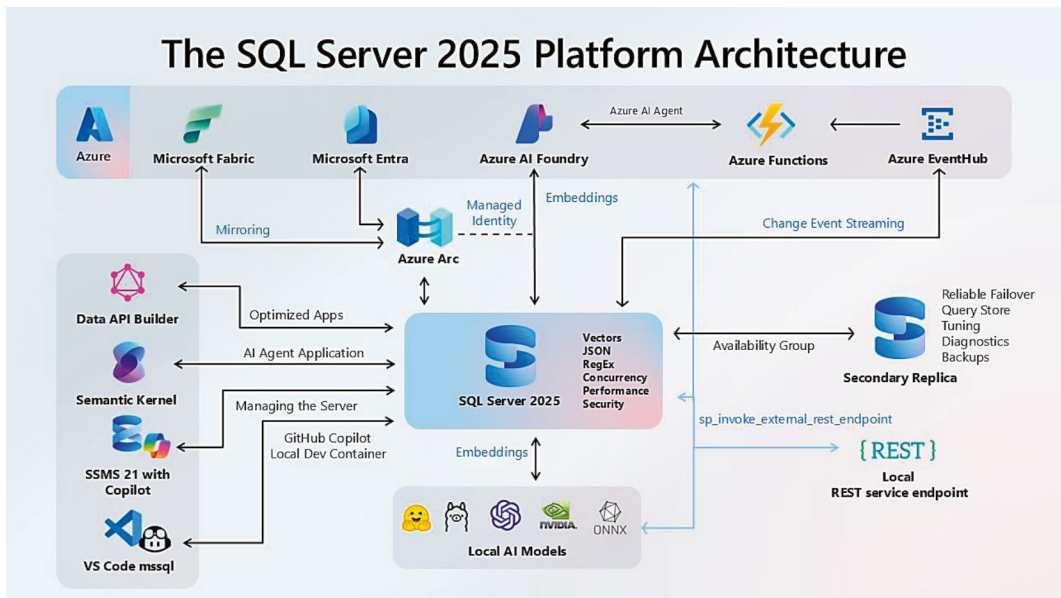 The SQL Server 2025 Platform Architecture
Azure
Microsoft Fabric
Microsoft Entra
Azure AI Foundry
Azure AI Agent
Azure Functions
Azure EventHub
Mirroring
Azure Arc
Managed
Identity
Embeddings
Change Event Streaming
Data API Builder
Optimized Apps
Semantic Kernel
AI Agent Application
SSMS 21 with
Copilot
Managing the Server
VS Code mssql
GitHub Copilot
Local Dev Container
SQL Server 2025
Vectors
JSON
RegEx
Concurrency
Performance
Security
Availability Group
Secondary Replica
Reliable Failover
Query Store
Tuning
Diagnostics
Backups
sp_invoke_external_rest_endpoint
{REST}
Local
REST service endpoint
Embeddings
NVIDIA.
ONNX
Local AI Models